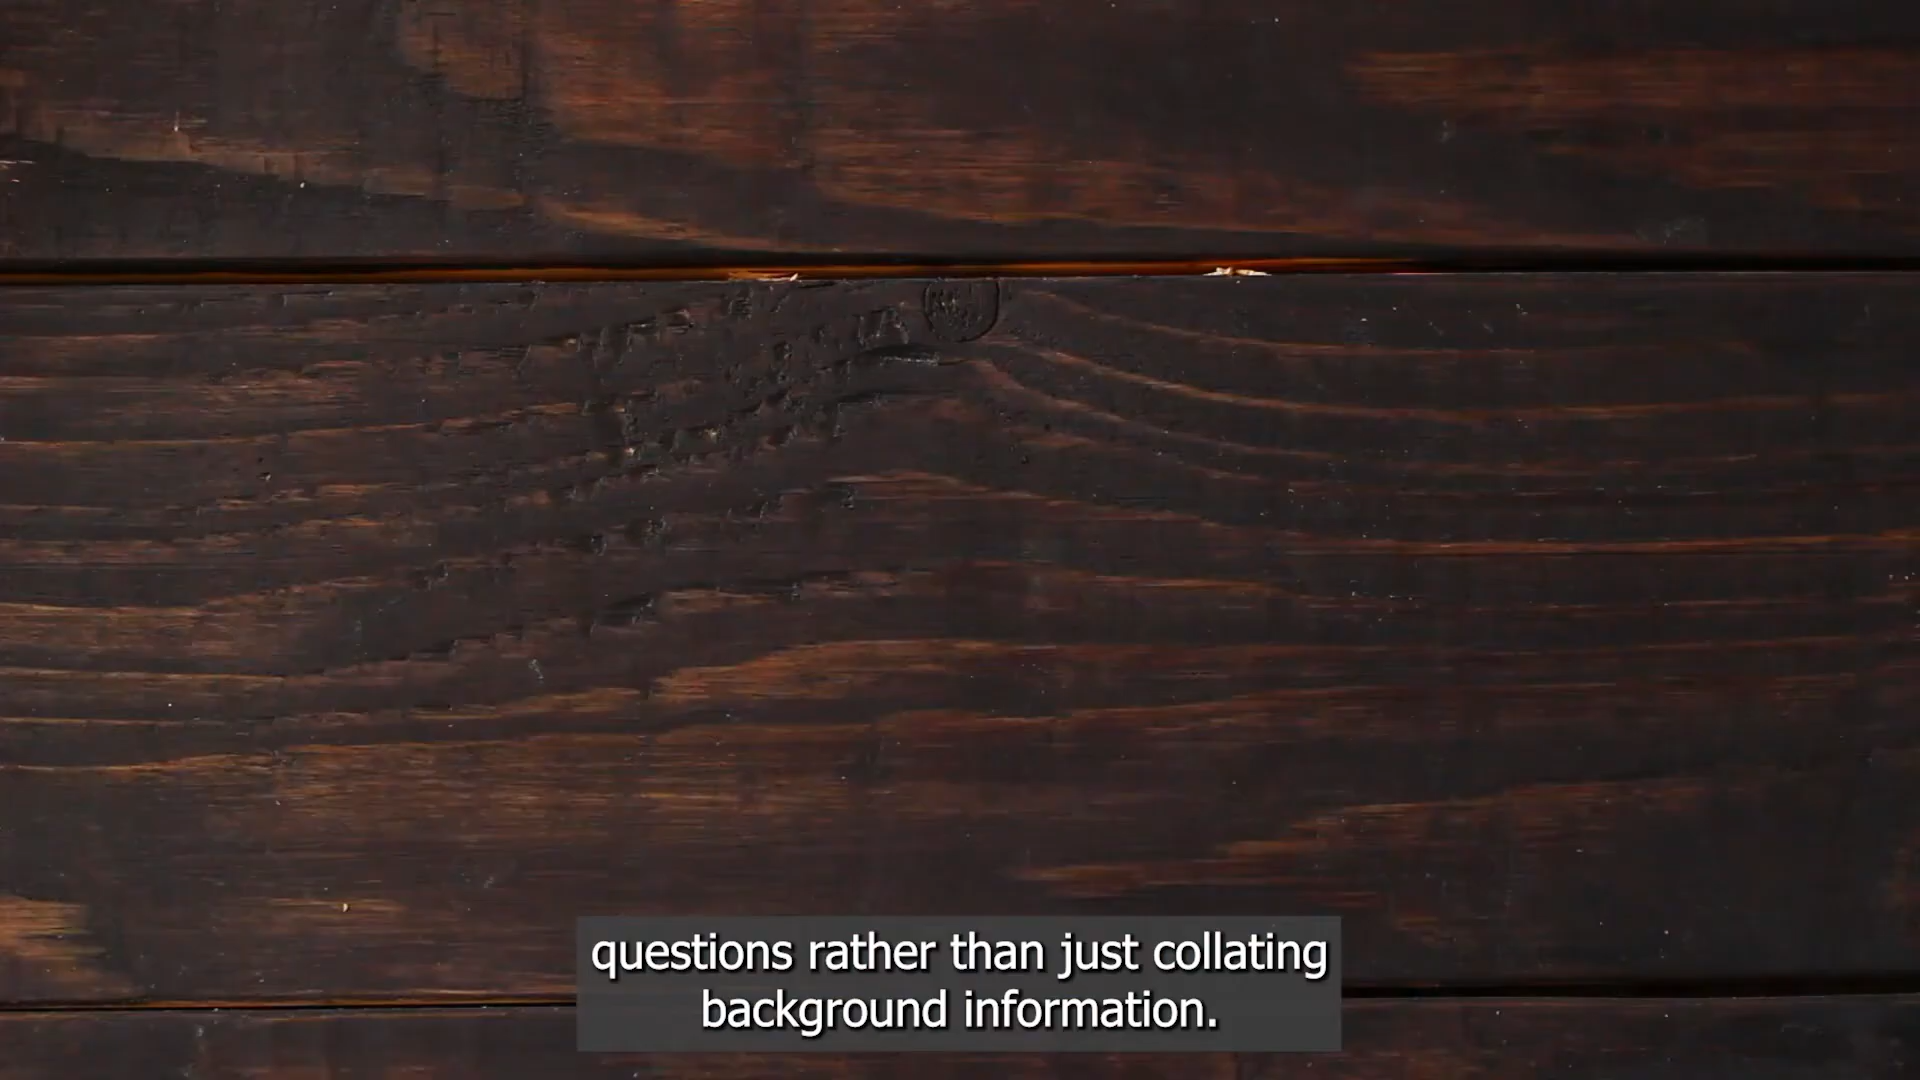 questions rather than just collating
background information.